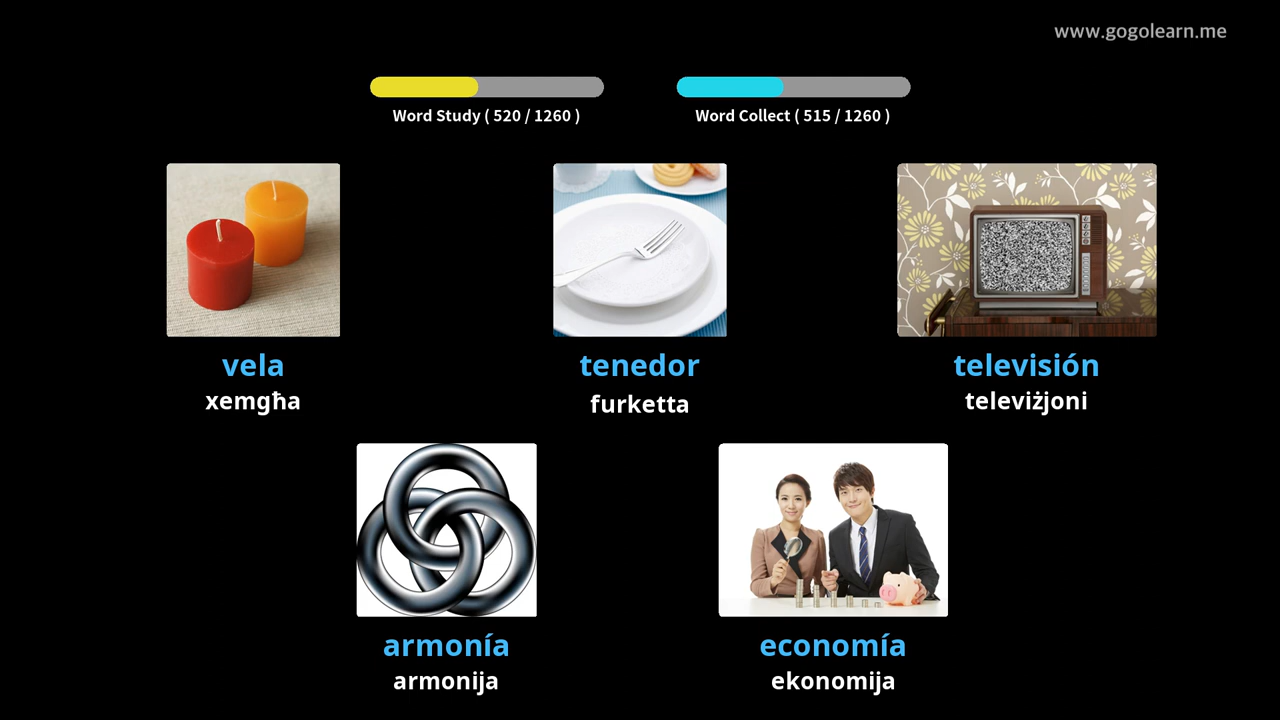 www.gogolearn.me
Word Study ( 520 / 1260 )
Word Collect ( 515 / 1260 )
vela
xemgħa
tenedor
furketta
televisión
televiżjoni
armonía
armonija
economía
ekonomija